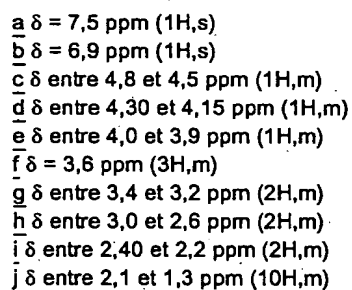 a δ = 7,5 ppm (1H,s)
b δ = 6,9 ppm (1H,s)
c δ entre 4,8 et 4,5 ppm (1H,m)
d δ entre 4,30 et 4,15 ppm (1H,m)
e δ entre 4,0 et 3,9 ppm (1H,m)
f δ = 3,6 ppm (3H,m)
g δ entre 3,4 et 3,2 ppm (2H,m)
h δ entre 3,0 et 2,6 ppm (2H,m)
i δ entre 2,40 et 2,2 ppm (2H,m)
j δ entre 2,1 et 1,3 ppm (10H,m)